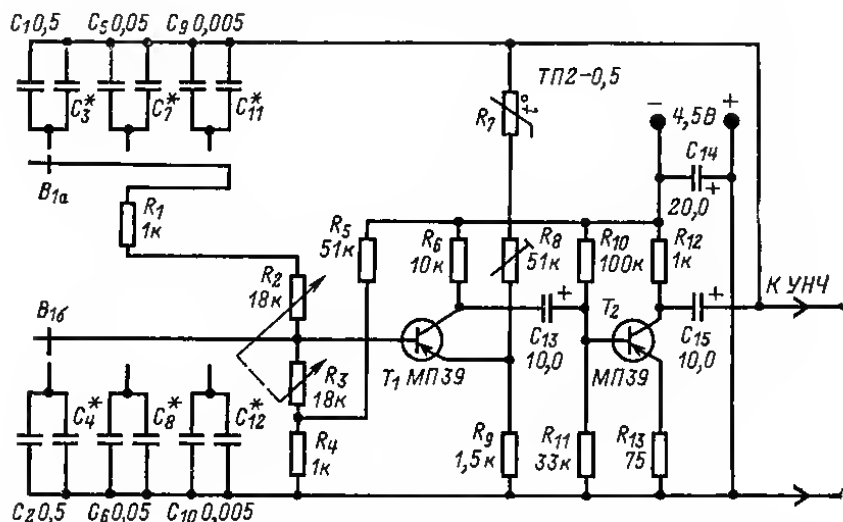 C₁ 0,5 C₅ 0,05 C₉ 0,005
C₃* C₇* C₁₁*
ТП2-0,5
R₇ t°
- 4,5В +
C₁₄ +
20,0
В₁а
R₁
1к
R₅
51к
R₆
10к
R₈
51к
R₁₀
100к
R₁₂
1к
R₂
18к
К УНЧ
В₁б
+
C₁₃
10,0
T₂
+
C₁₅
10,0
T₁ МП39
МП39
R₃
18к
C₄* C₈* C₁₂*
R₄
1к
R₉
1,5к
R₁₁
33к
R₁₃
75
C₂ 0,5 C₆ 0,05 C₁₀ 0,005